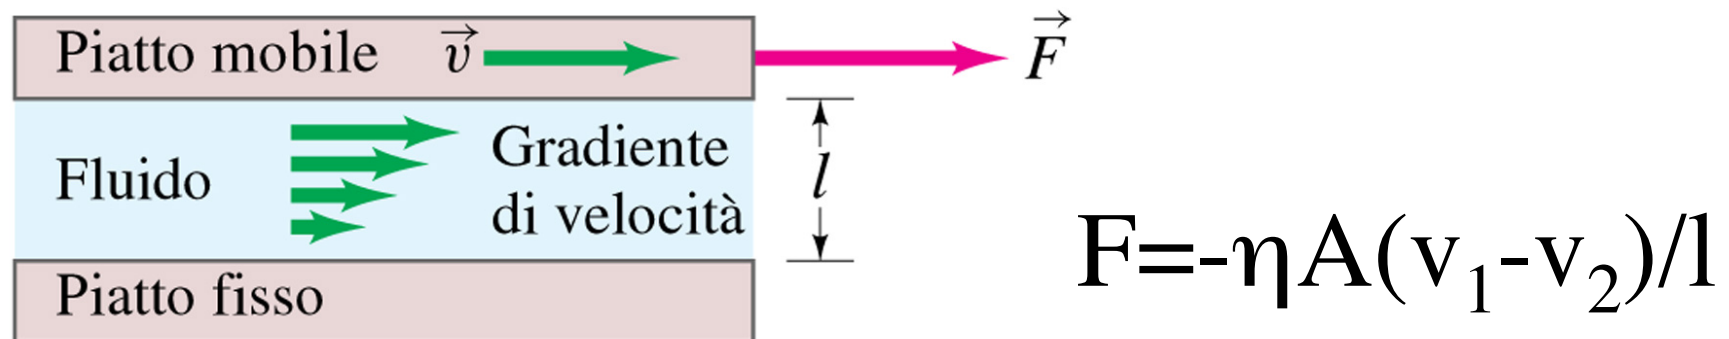 Piatto mobile v⃗
F⃗
Fluido
Gradiente
di velocità
l
Piatto fisso
F=-ηA(v₁-v₂)/l